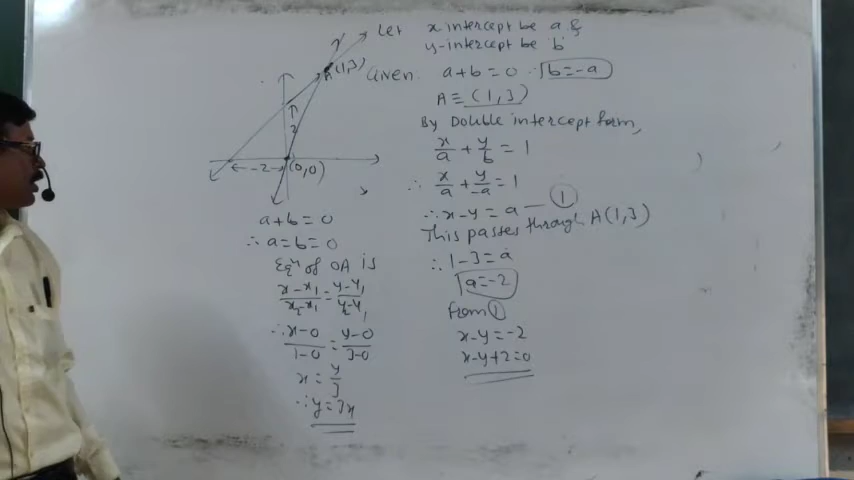 Let x intercept be a &
y-intercept be b
Given: a+b=0 ∴ b=-a
A≡(1,3)
By Double intercept form,
x/a + y/b = 1
∴ x/a + y/-a = 1
∴ x-y=a — ①
This passes through A(1,3)
∴ 1-3=a
a=-2
From ①
x-y=-2
x-y+2=0
A(1,3)
2
-2
(0,0)
a+b=0
∴ a=b=0
Eqⁿ of OA is
x-x₁/x₂-x₁ = y-y₁/y₂-y₁
∴ x-0/1-0 = y-0/3-0
x = y/3
∴ y=3x